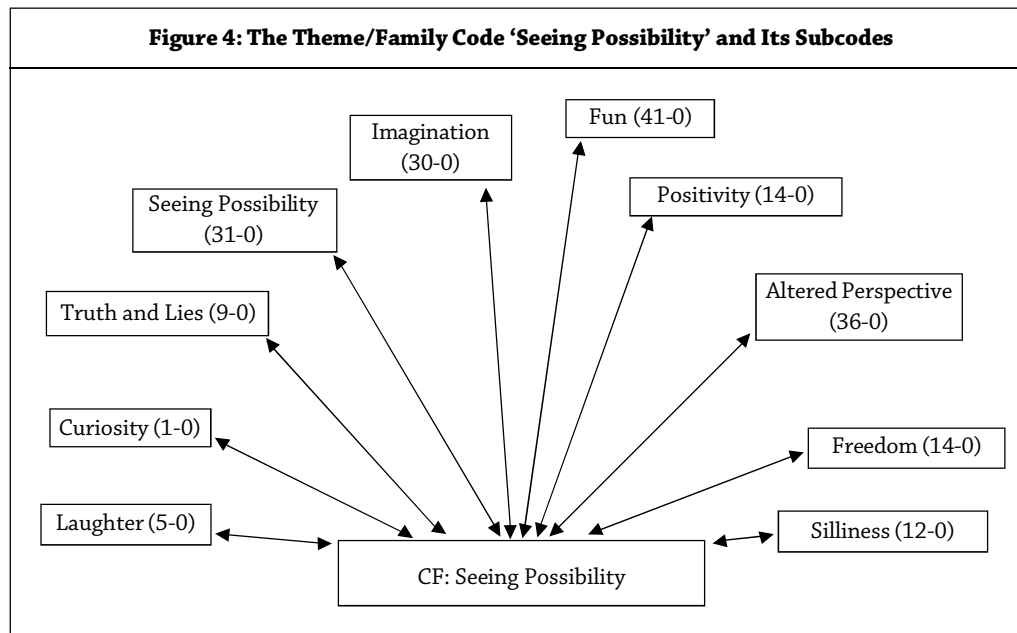 Figure 4: The Theme/Family Code ‘Seeing Possibility’ and Its Subcodes
Fun (41-0)
Imagination
(30-0)
Positivity (14-0)
Seeing Possibility
(31-0)
Altered Perspective
(36-0)
Truth and Lies (9-0)
Curiosity (1-0)
Freedom (14-0)
Laughter (5-0)
Silliness (12-0)
CF: Seeing Possibility